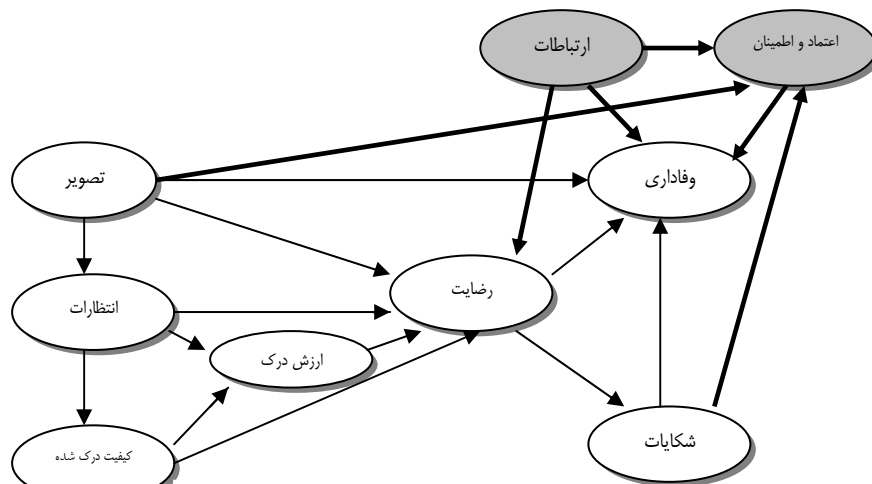 ارتباطات
اعتماد و اطمینان
تصویر
وفاداری
رضایت
انتظارات
ارزش درک
کیفیت درک شده
شکایات